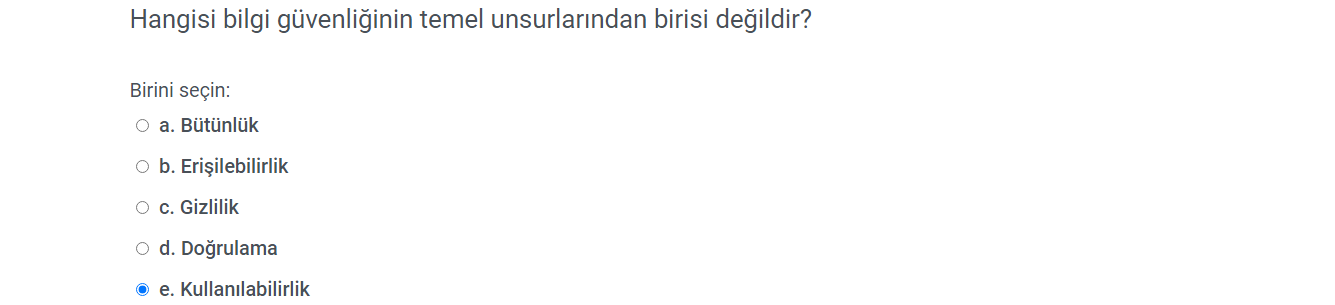 Hangisi bilgi güvenliğinin temel unsurlarından birisi değildir?
Birini seçin:
a. Bütünlük
b. Erişilebilirlik
c. Gizlilik
d. Doğrulama
e. Kullanılabilirlik